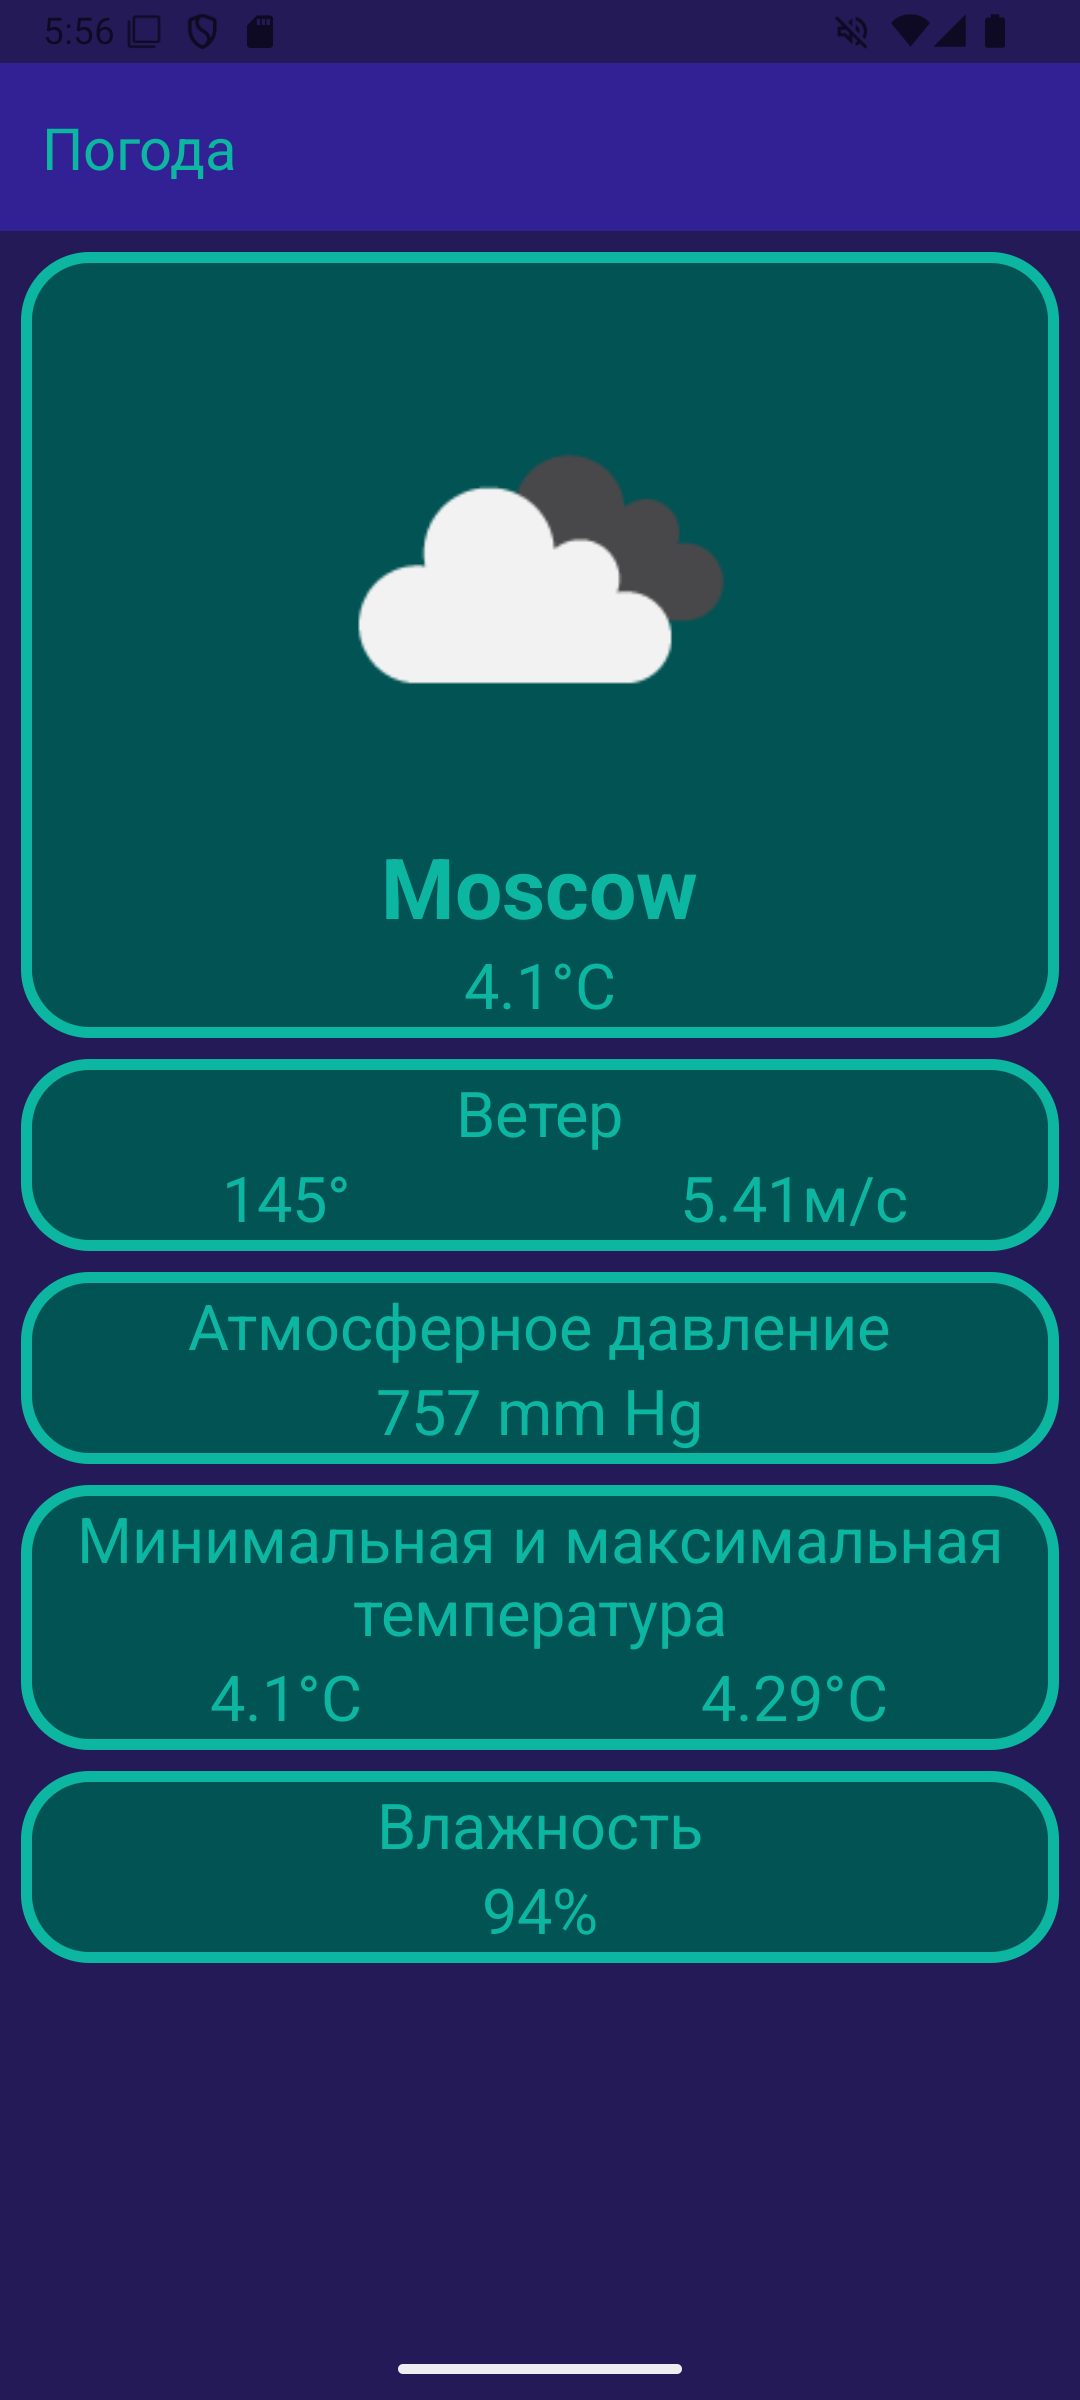 5:56
Погода
Moscow
4.1°C
Ветер
145° 5.41м/с
Атмосферное давление
757 mm Hg
Минимальная и максимальная
температура
4.1°C 4.29°C
Влажность
94%